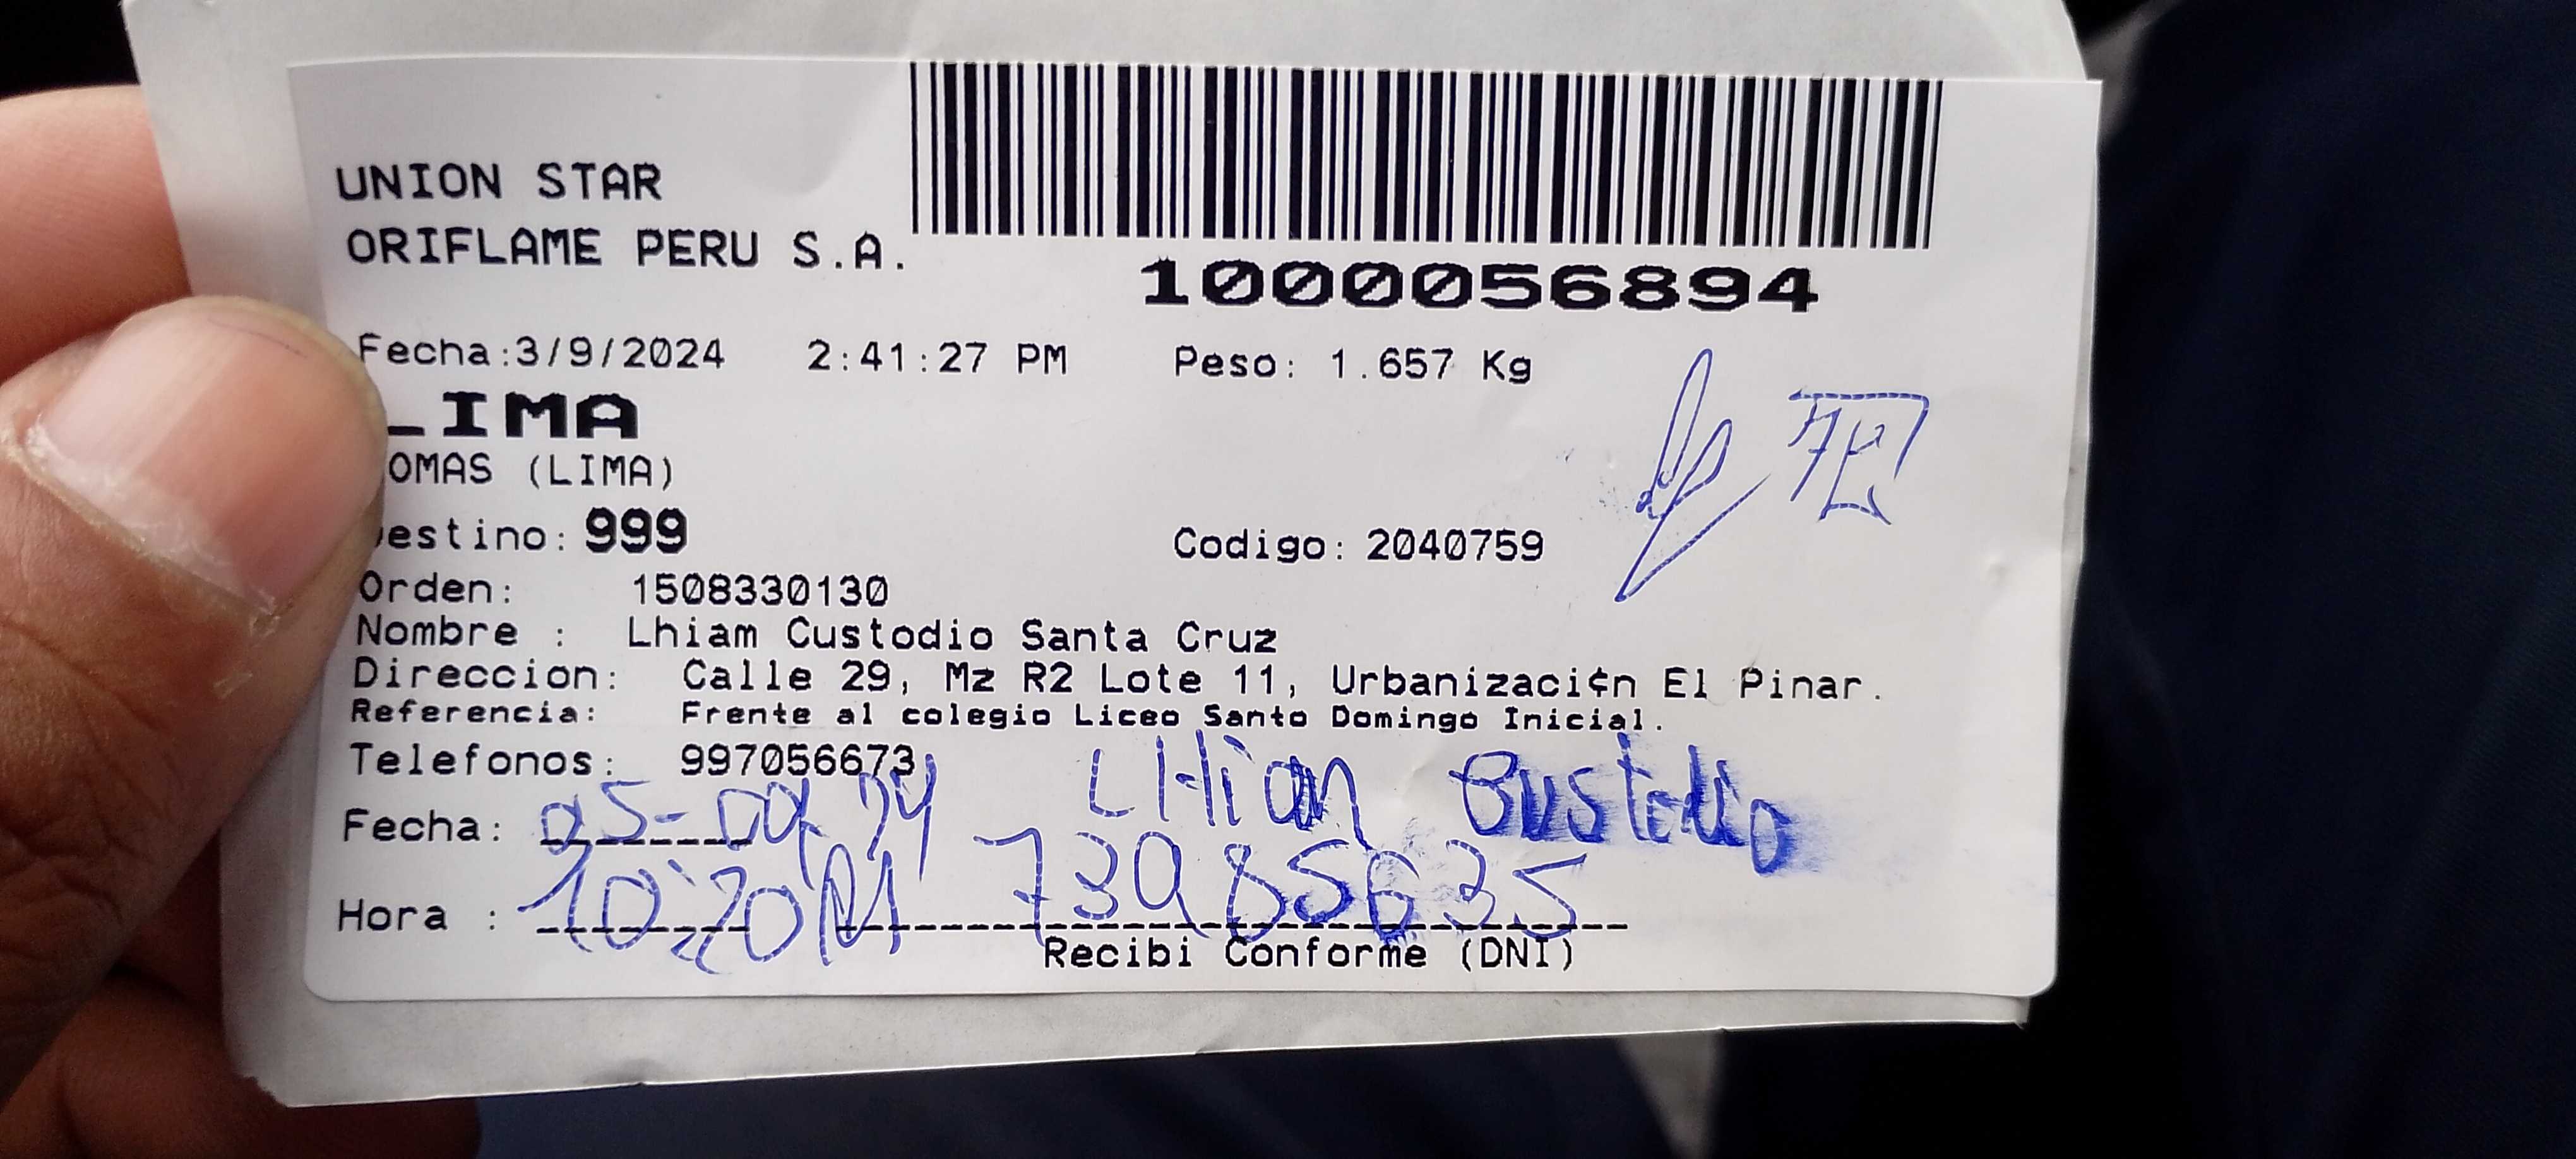 UNION STAR
ORIFLAME PERU S.A.
1000056894
Fecha:3/9/2024 2:41:27 PM Peso: 1.657 Kg
LIMA
OMAS (LIMA)
estino: 999 Codigo: 2040759
Orden: 1508330130
Nombre : Lhiam Custodio Santa Cruz
Direccion: Calle 29, Mz R2 Lote 11, Urbanizaci¢n El Pinar.
Referencia: Frente al colegio Liceo Santo Domingo Inicial.
Telefonos: 997056673
LHian Custodio
Fecha: 05-09-24
Hora : 10:20 73985635
Recibi Conforme (DNI)